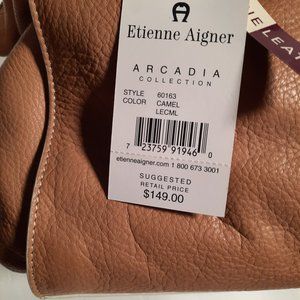 Etienne Aigner
ARCADIA
COLLECTION
STYLE 60163
COLOR CAMEL
LECML
7 23759 91946 0
etienneaigner.com 1 800 673 3001
SUGGESTED
RETAIL PRICE
$149.00